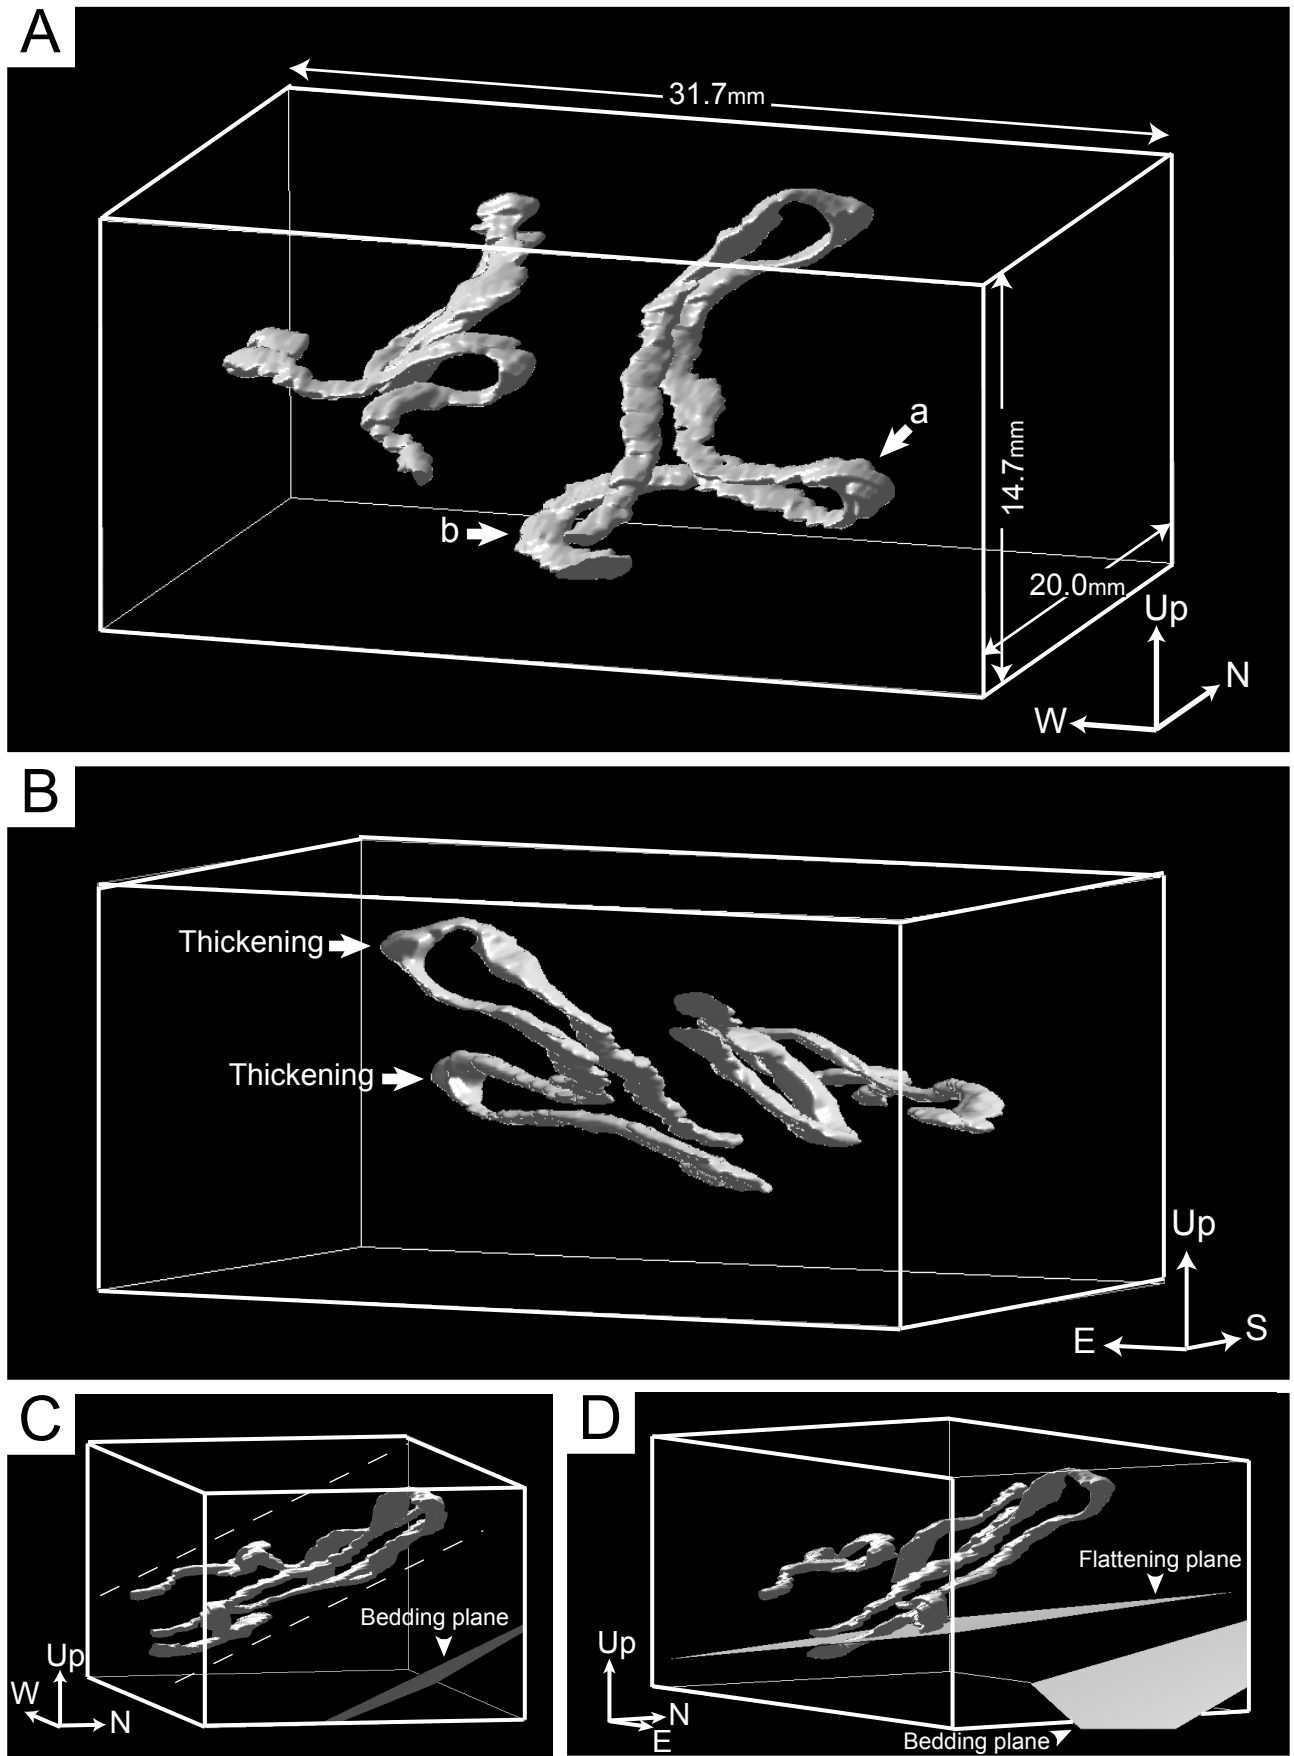 A
31.7mm
a
14.7mm
b
20.0mm
Up
N
W
B
Thickening
Thickening
Up
S
E
C
Bedding plane
Up
W
N
D
Flattening plane
Up
N
E
Bedding plane